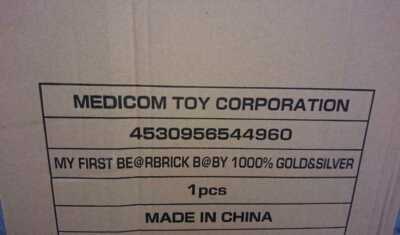 MEDICOM TOY CORPORATION
4530956544960
MY FIRST BE@RBRICK B@BY 1000% GOLD&SILVER
1pcs
MADE IN CHINA